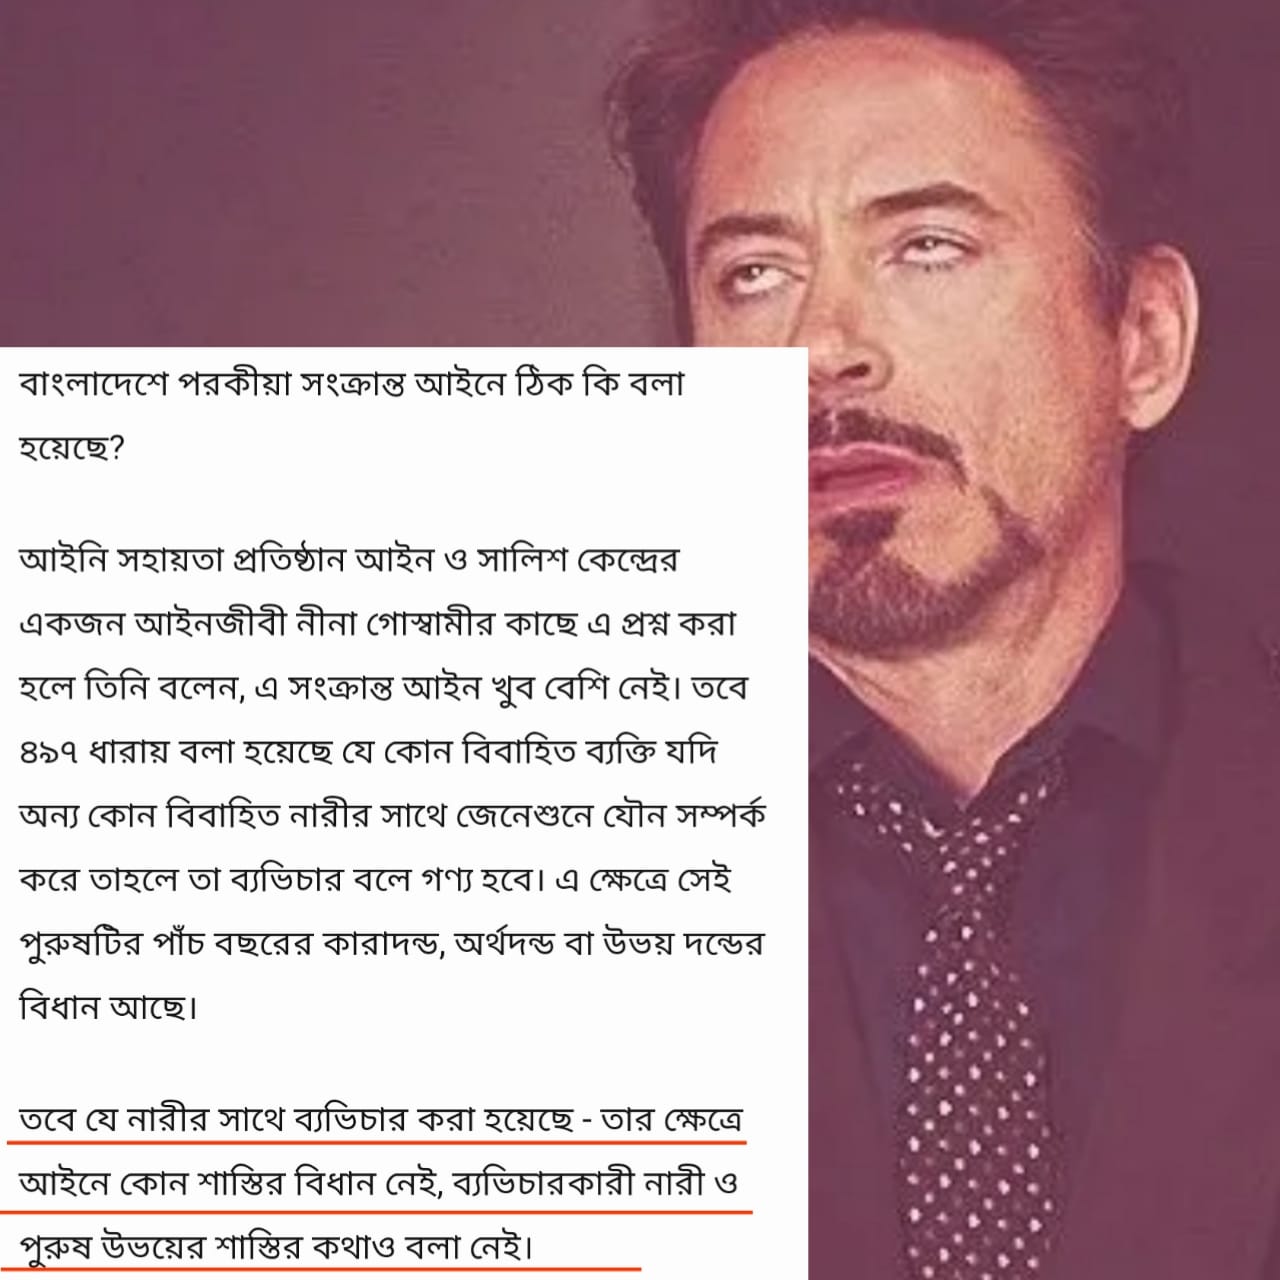 বাংলাদেশে পরকীয়া সংক্রান্ত আইনে ঠিক কি বলা
হয়েছে?
আইনি সহায়তা প্রতিষ্ঠান আইন ও সালিশ কেন্দ্রের
একজন আইনজীবী নীনা গোস্বামীর কাছে এ প্রশ্ন করা
হলে তিনি বলেন, এ সংক্রান্ত আইন খুব বেশি নেই। তবে
৪৯৭ ধারায় বলা হয়েছে যে কোন বিবাহিত ব্যক্তি যদি
অন্য কোন বিবাহিত নারীর সাথে জেনেশুনে যৌন সম্পর্ক
করে তাহলে তা ব্যভিচার বলে গণ্য হবে। এ ক্ষেত্রে সেই
পুরুষটির পাঁচ বছরের কারাদন্ড, অর্থদন্ড বা উভয় দন্ডের
বিধান আছে।
তবে যে নারীর সাথে ব্যভিচার করা হয়েছে - তার ক্ষেত্রে
আইনে কোন শাস্তির বিধান নেই, ব্যভিচারকারী নারী ও
পুরুষ উভয়ের শাস্তির কথাও বলা নেই।